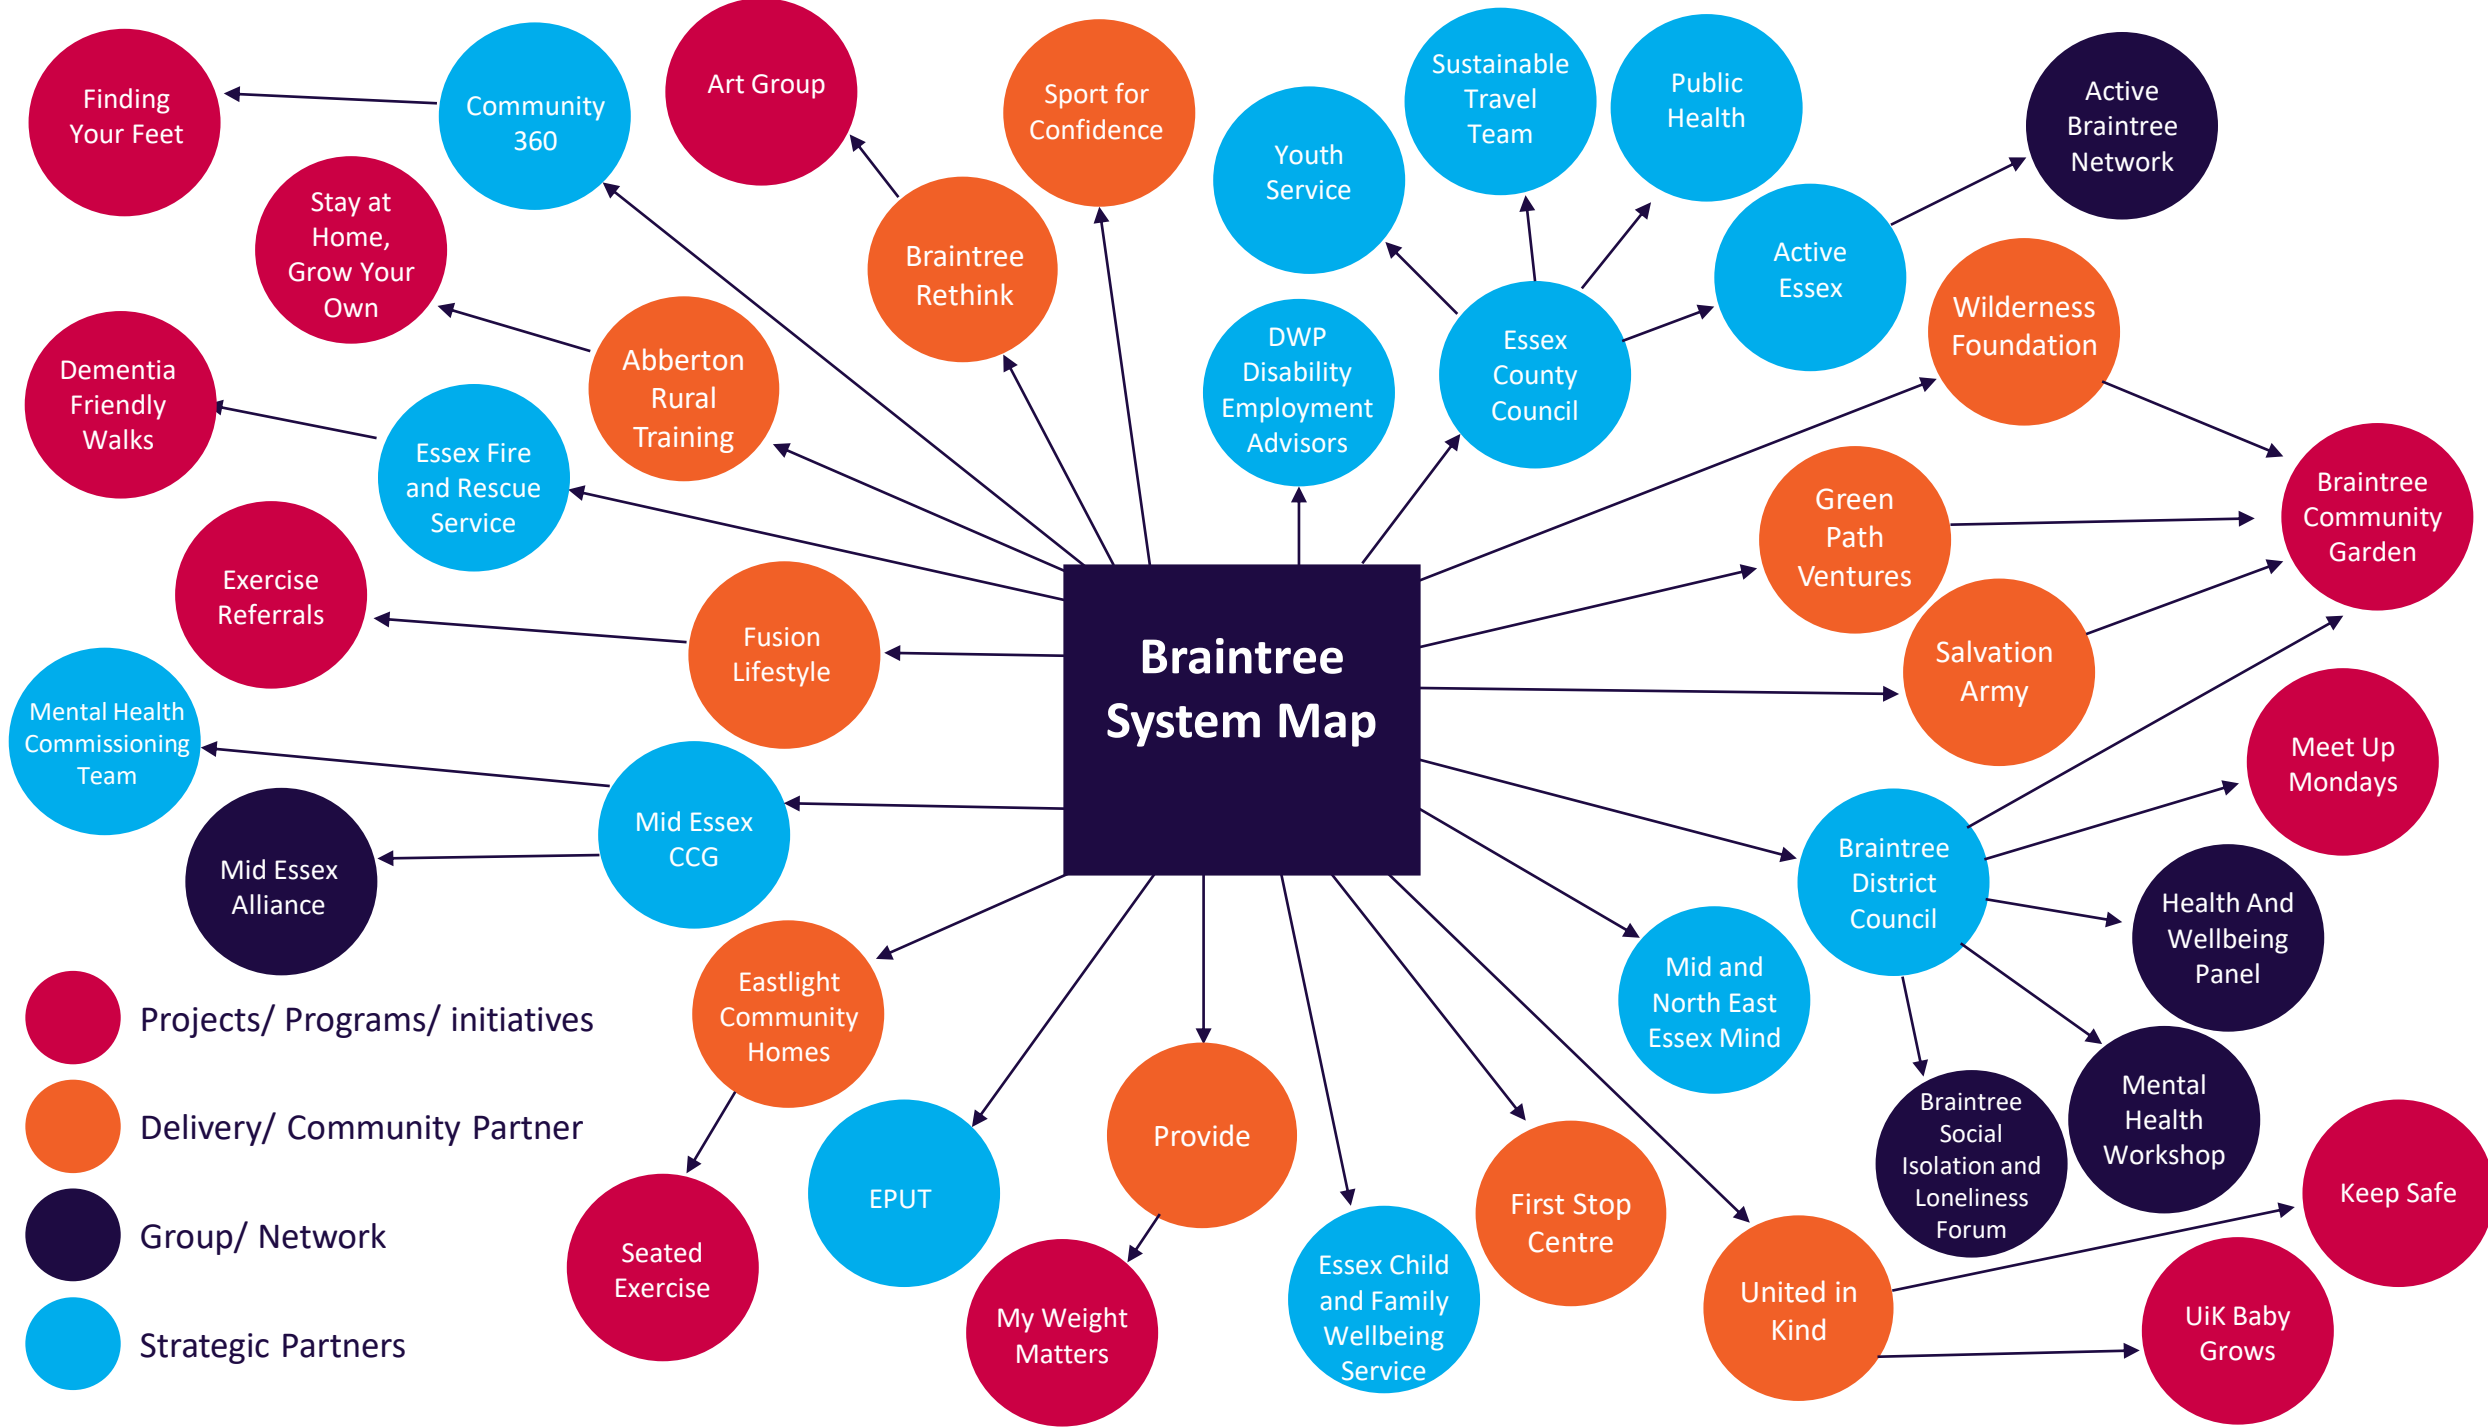 Finding
Your Feet
Community
360
Art Group
Sport for
Confidence
Sustainable
Travel
Team
Public
Health
Active
Braintree
Network
Youth
Service
Stay at
Home,
Grow Your
Own
Braintree
Rethink
Active
Essex
Wilderness
Foundation
Dementia
Friendly
Walks
Abberton
Rural
Training
DWP
Disability
Employment
Advisors
Essex
County
Council
Essex Fire
and Rescue
Service
Green
Path
Ventures
Braintree
Community
Garden
Exercise
Referrals
Fusion
Lifestyle
Braintree
System Map
Salvation
Army
Mental Health
Commissioning
Team
Meet Up
Mondays
Mid Essex
CCG
Mid Essex
Alliance
Braintree
District
Council
Health And
Wellbeing
Panel
Eastlight
Community
Homes
Mid and
North East
Essex Mind
Projects/ Programs/ initiatives
Delivery/ Community Partner
Group/ Network
Strategic Partners
Provide
Braintree
Social
Isolation and
Loneliness
Forum
Mental
Health
Workshop
Keep Safe
EPUT
First Stop
Centre
Seated
Exercise
My Weight
Matters
Essex Child
and Family
Wellbeing
Service
United in
Kind
UiK Baby
Grows